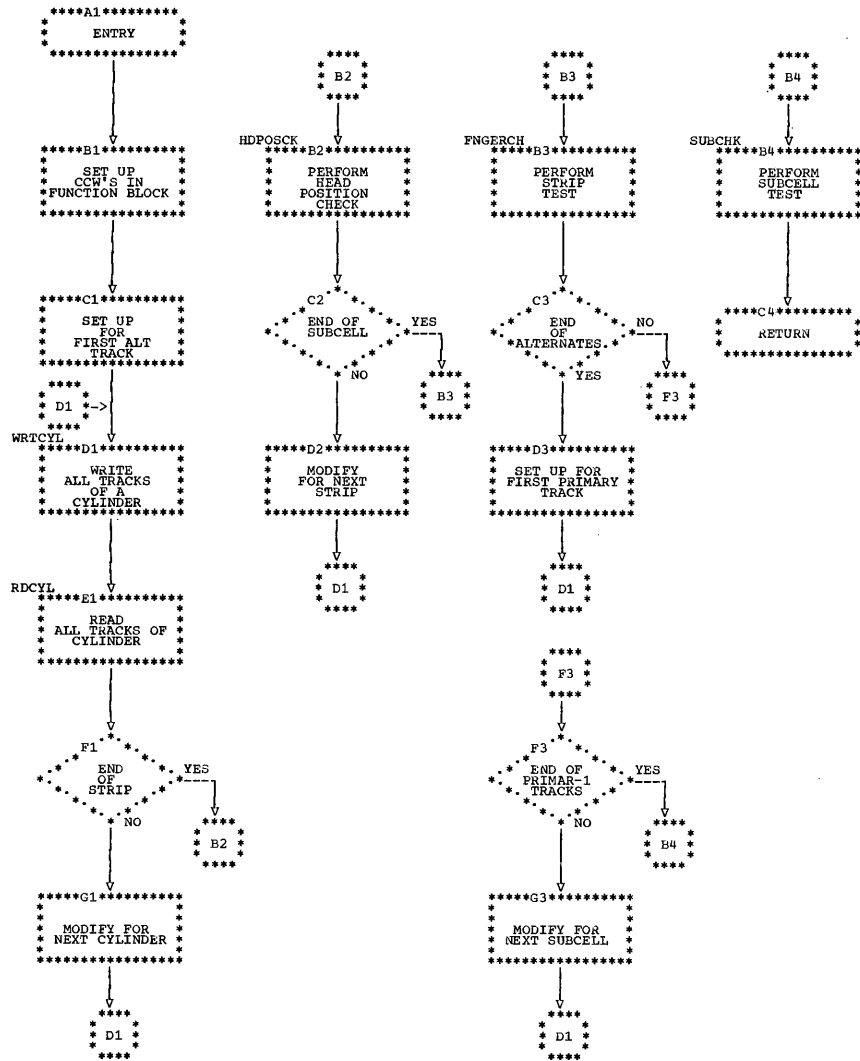 A1
ENTRY
B1
SET UP
CCW'S IN
FUNCTION BLOCK
C1
SET UP
FOR
FIRST ALT
TRACK
D1
WRTCYL
D1
WRITE
ALL TRACKS
OF A
CYLINDER
RDCYL
E1
READ
ALL TRACKS OF
CYLINDER
F1
END
OF
STRIP
YES
NO
B2
G1
MODIFY FOR
NEXT CYLINDER
D1
B2
HDPOSCK
B2
PERFORM
HEAD
POSITION
CHECK
C2
END OF
SUBCELL
YES
NO
B3
D2
MODIFY
FOR NEXT
STRIP
D1
B3
FNGERCH
B3
PERFORM
STRIP
TEST
C3
END
OF
ALTERNATES
NO
YES
F3
D3
SET UP FOR
FIRST PRIMARY
TRACK
D1
F3
F3
END OF
PRIMAR-1
TRACKS
YES
NO
B4
G3
MODIFY FOR
NEXT SUBCELL
D1
B4
SUBCHK
B4
PERFORM
SUBCELL
TEST
C4
RETURN